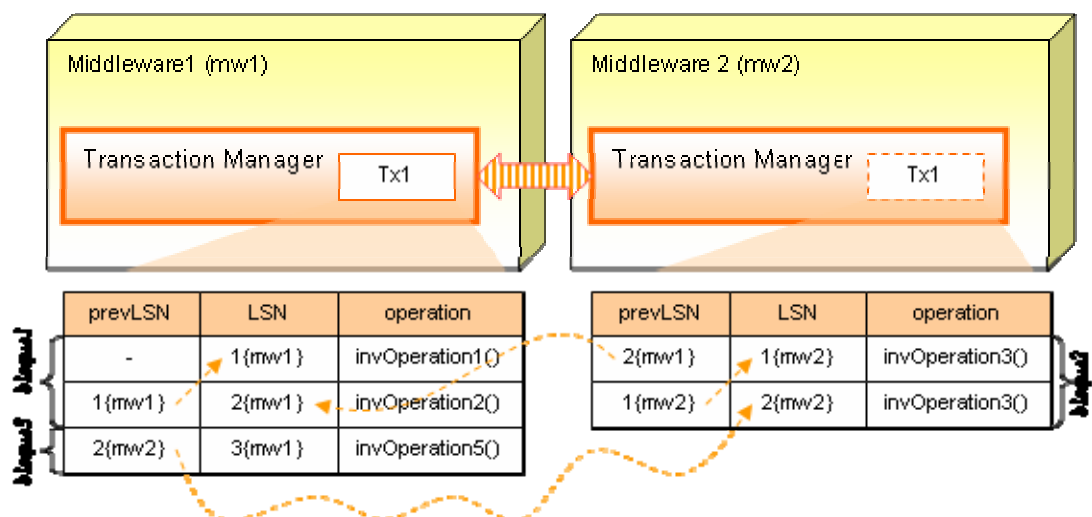 Middleware1 (mw1)
Transaction Manager
Tx1
Middleware 2 (mw2)
Transaction Manager
Tx1
prevLSN LSN operation
- 1{mw1} invOperation1()
1{mw1} 2{mw1} invOperation2()
2{mw2} 3{mw1} invOperation5()
prevLSN LSN operation
2{mw1} 1{mw2} invOperation3()
1{mw2} 2{mw2} invOperation3()